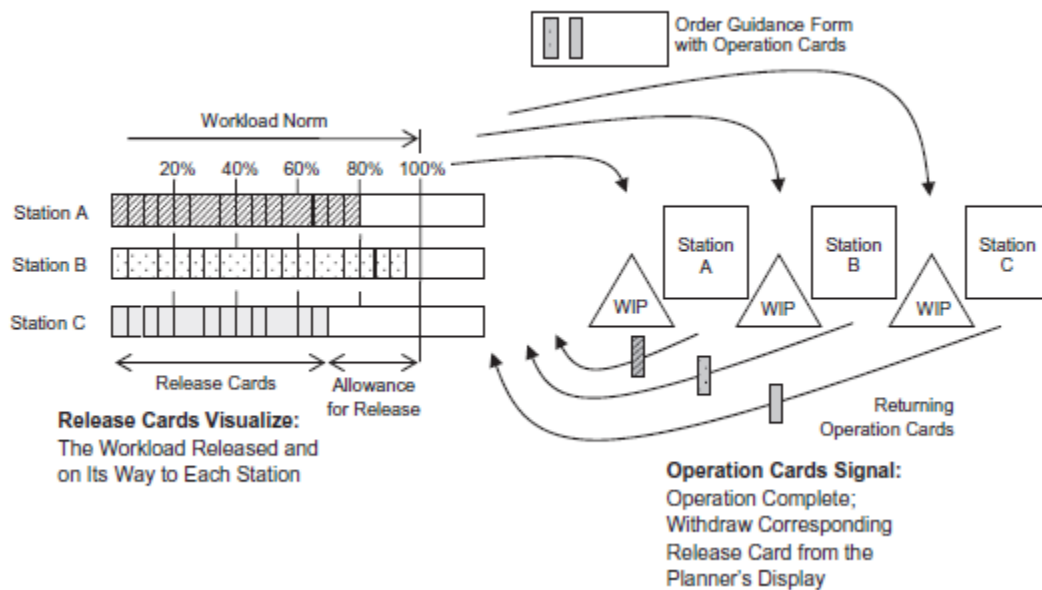 Order Guidance Form
with Operation Cards
Workload Norm
20% 40% 60% 80% 100%
Station A
Station B
Station C
Release Cards
Allowance
for Release
Release Cards Visualize:
The Workload Released and
on Its Way to Each Station
Station
A
Station
B
Station
C
WIP
WIP
WIP
Returning
Operation Cards
Operation Cards Signal:
Operation Complete;
Withdraw Corresponding
Release Card from the
Planner's Display